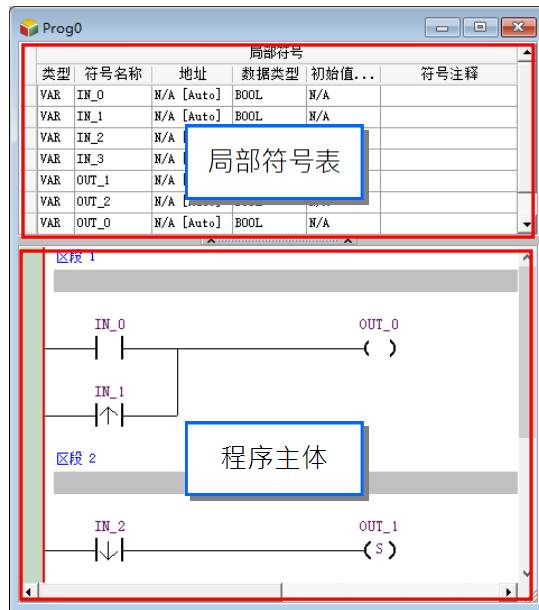 Prog0
局部符号
类型 符号名称 地址 数据类型 初始值... 符号注释
VAR IN_0 N/A [Auto] BOOL N/A
VAR IN_1 N/A [Auto] BOOL N/A
VAR IN_2 N/A
VAR IN_3 N/A
VAR OUT_1 N/A
VAR OUT_2 N/A
VAR OUT_0 N/A [Auto] BOOL N/A
局部符号表
区段 1
IN_0 OUT_0
IN_1
程序主体
区段 2
IN_2 OUT_1
S